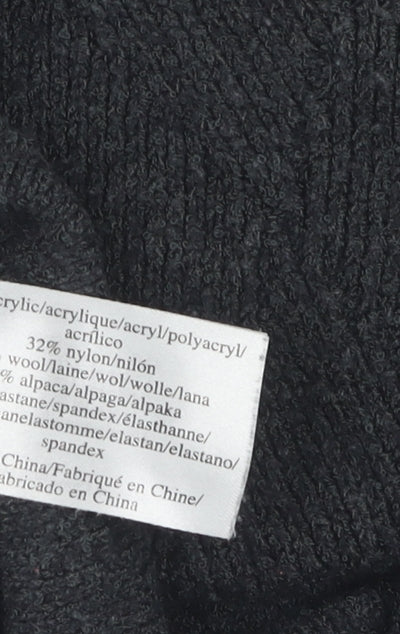 crylic/acrylique/acryl/polyacryl/
acrílico
32% nylon/nilón
wool/laine/wol/wolle/lana
% alpaca/alpaga/alpaka
astane/spandex/élasthanne/
anelastomme/elastan/elastano/
spandex
China/Fabriqué en Chine/
abricado en China